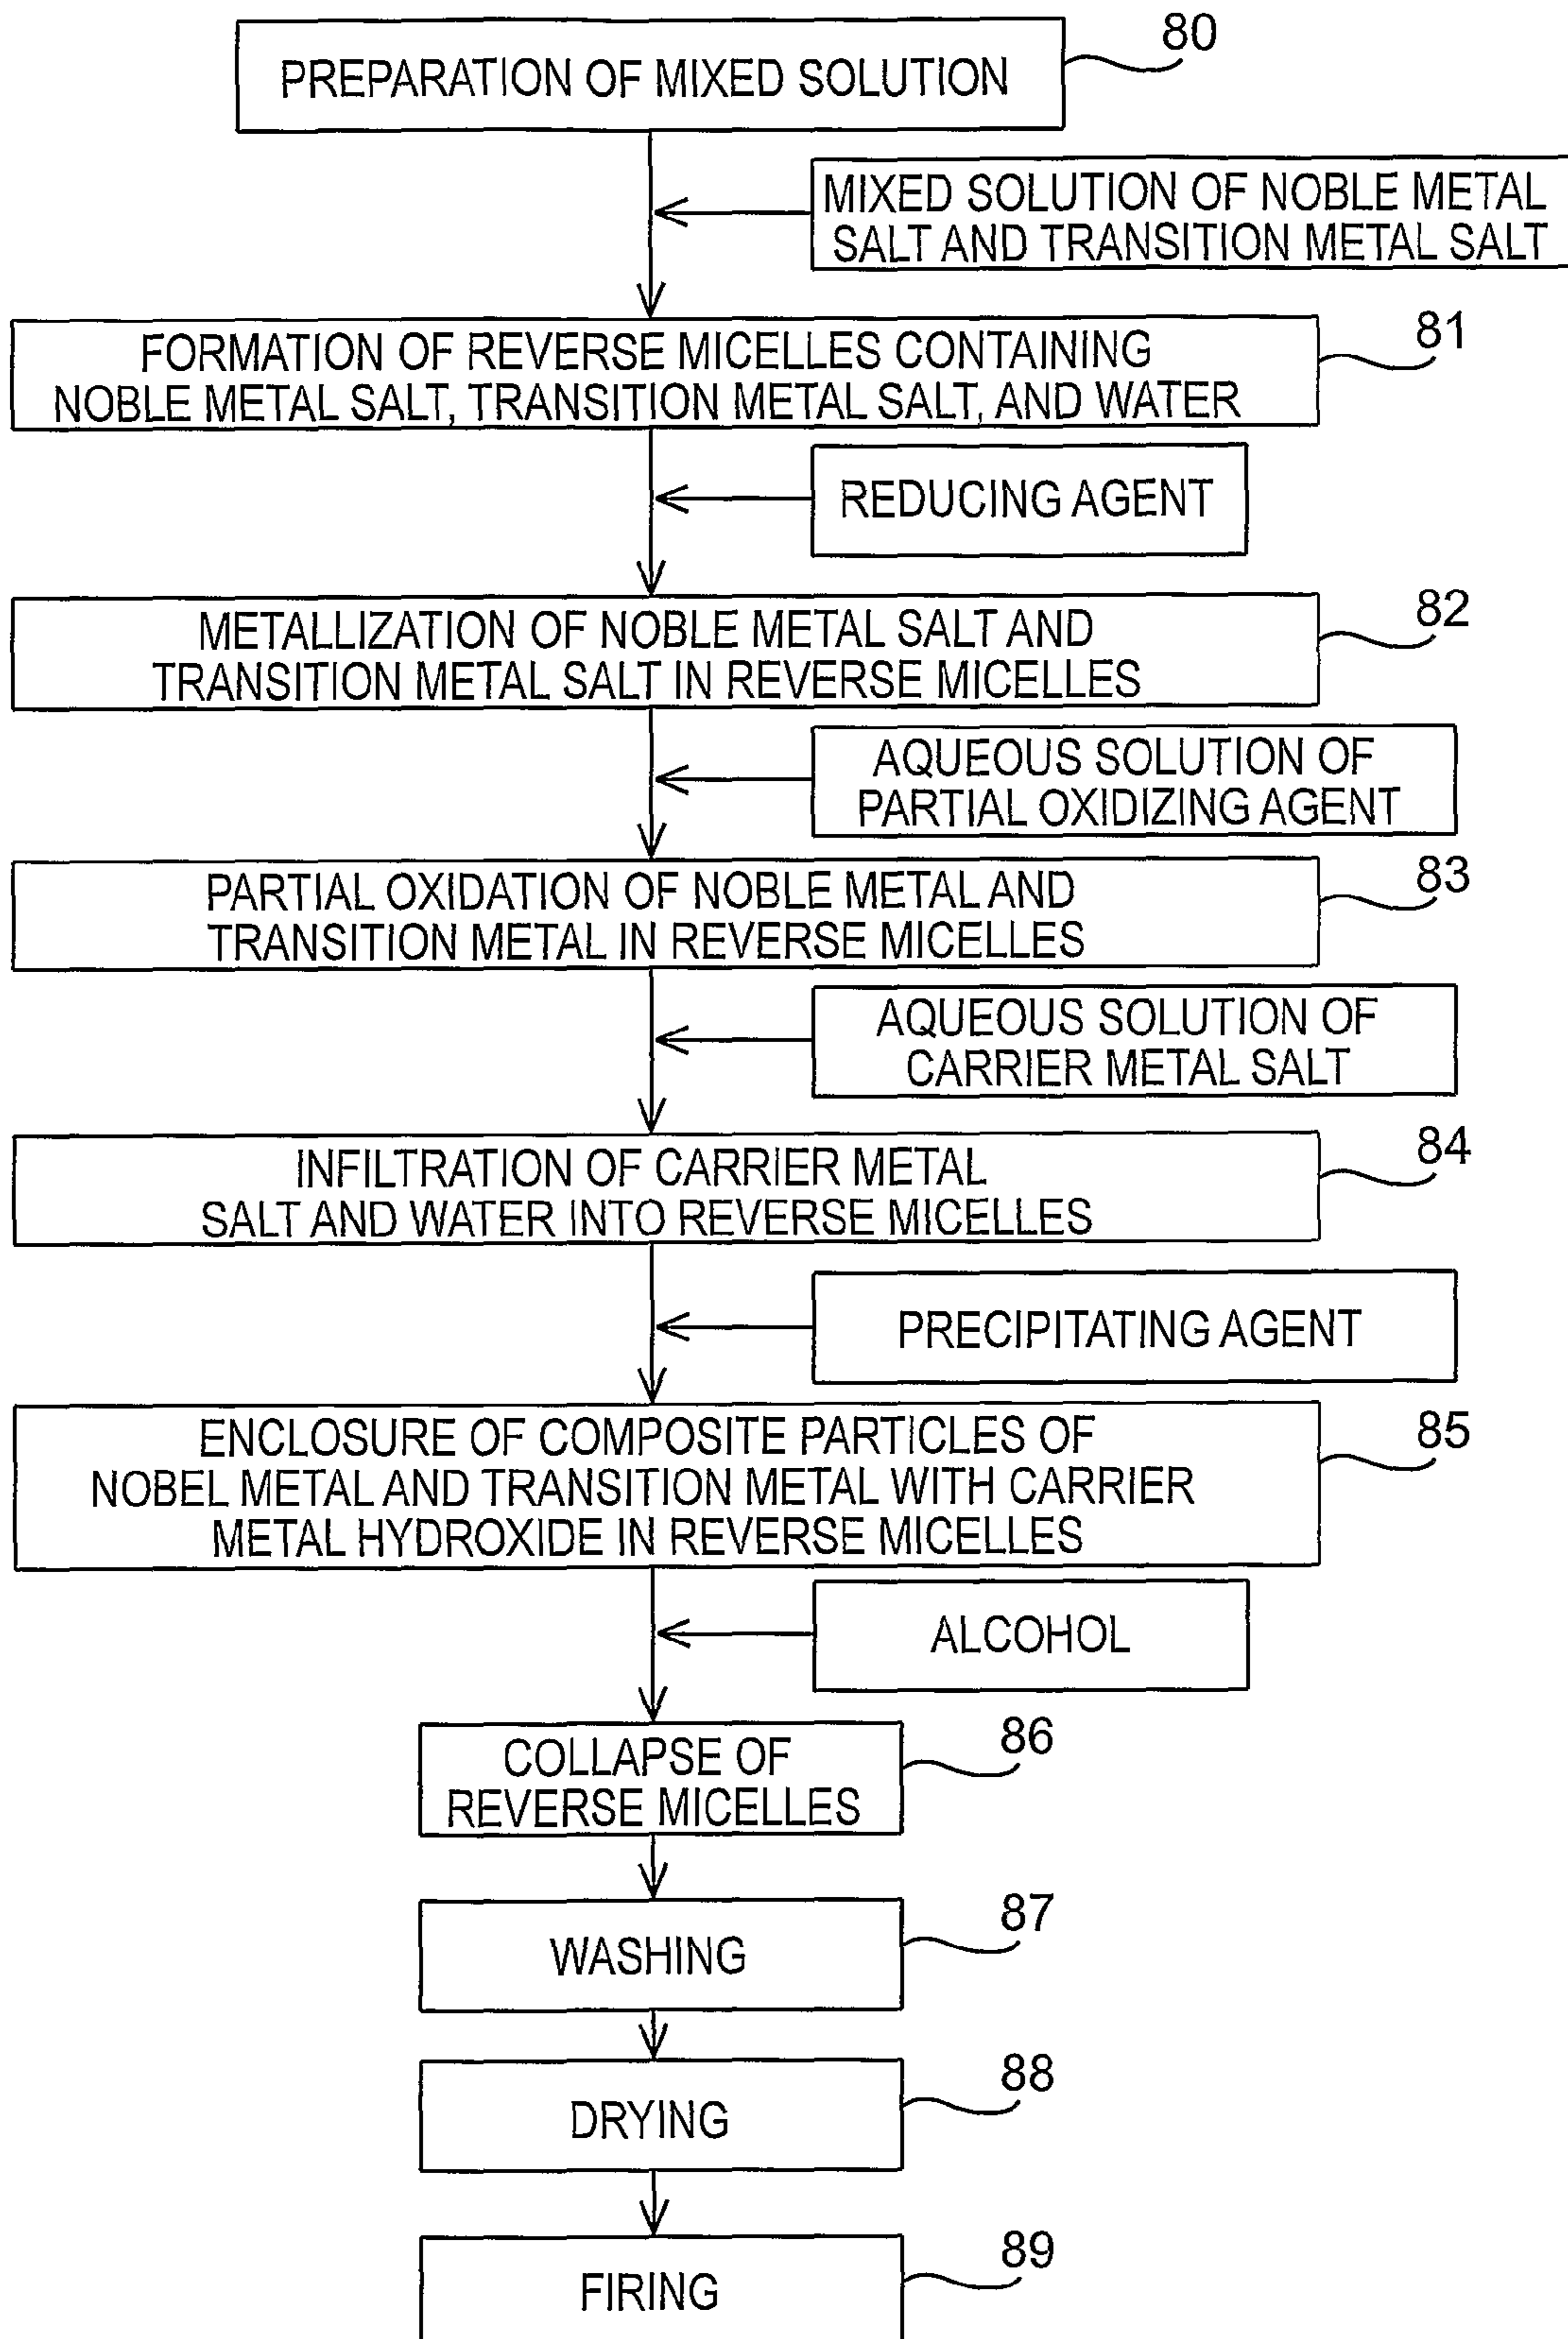 80
PREPARATION OF MIXED SOLUTION
MIXED SOLUTION OF NOBLE METAL
SALT AND TRANSITION METAL SALT
81
FORMATION OF REVERSE MICELLES CONTAINING
NOBLE METAL SALT, TRANSITION METAL SALT, AND WATER
REDUCING AGENT
82
METALLIZATION OF NOBLE METAL SALT AND
TRANSITION METAL SALT IN REVERSE MICELLES
AQUEOUS SOLUTION OF
PARTIAL OXIDIZING AGENT
83
PARTIAL OXIDATION OF NOBLE METAL AND
TRANSITION METAL IN REVERSE MICELLES
AQUEOUS SOLUTION OF
CARRIER METAL SALT
84
INFILTRATION OF CARRIER METAL
SALT AND WATER INTO REVERSE MICELLES
PRECIPITATING AGENT
85
ENCLOSURE OF COMPOSITE PARTICLES OF
NOBEL METAL AND TRANSITION METAL WITH CARRIER
METAL HYDROXIDE IN REVERSE MICELLES
ALCOHOL
86
COLLAPSE OF
REVERSE MICELLES
87
WASHING
88
DRYING
89
FIRING